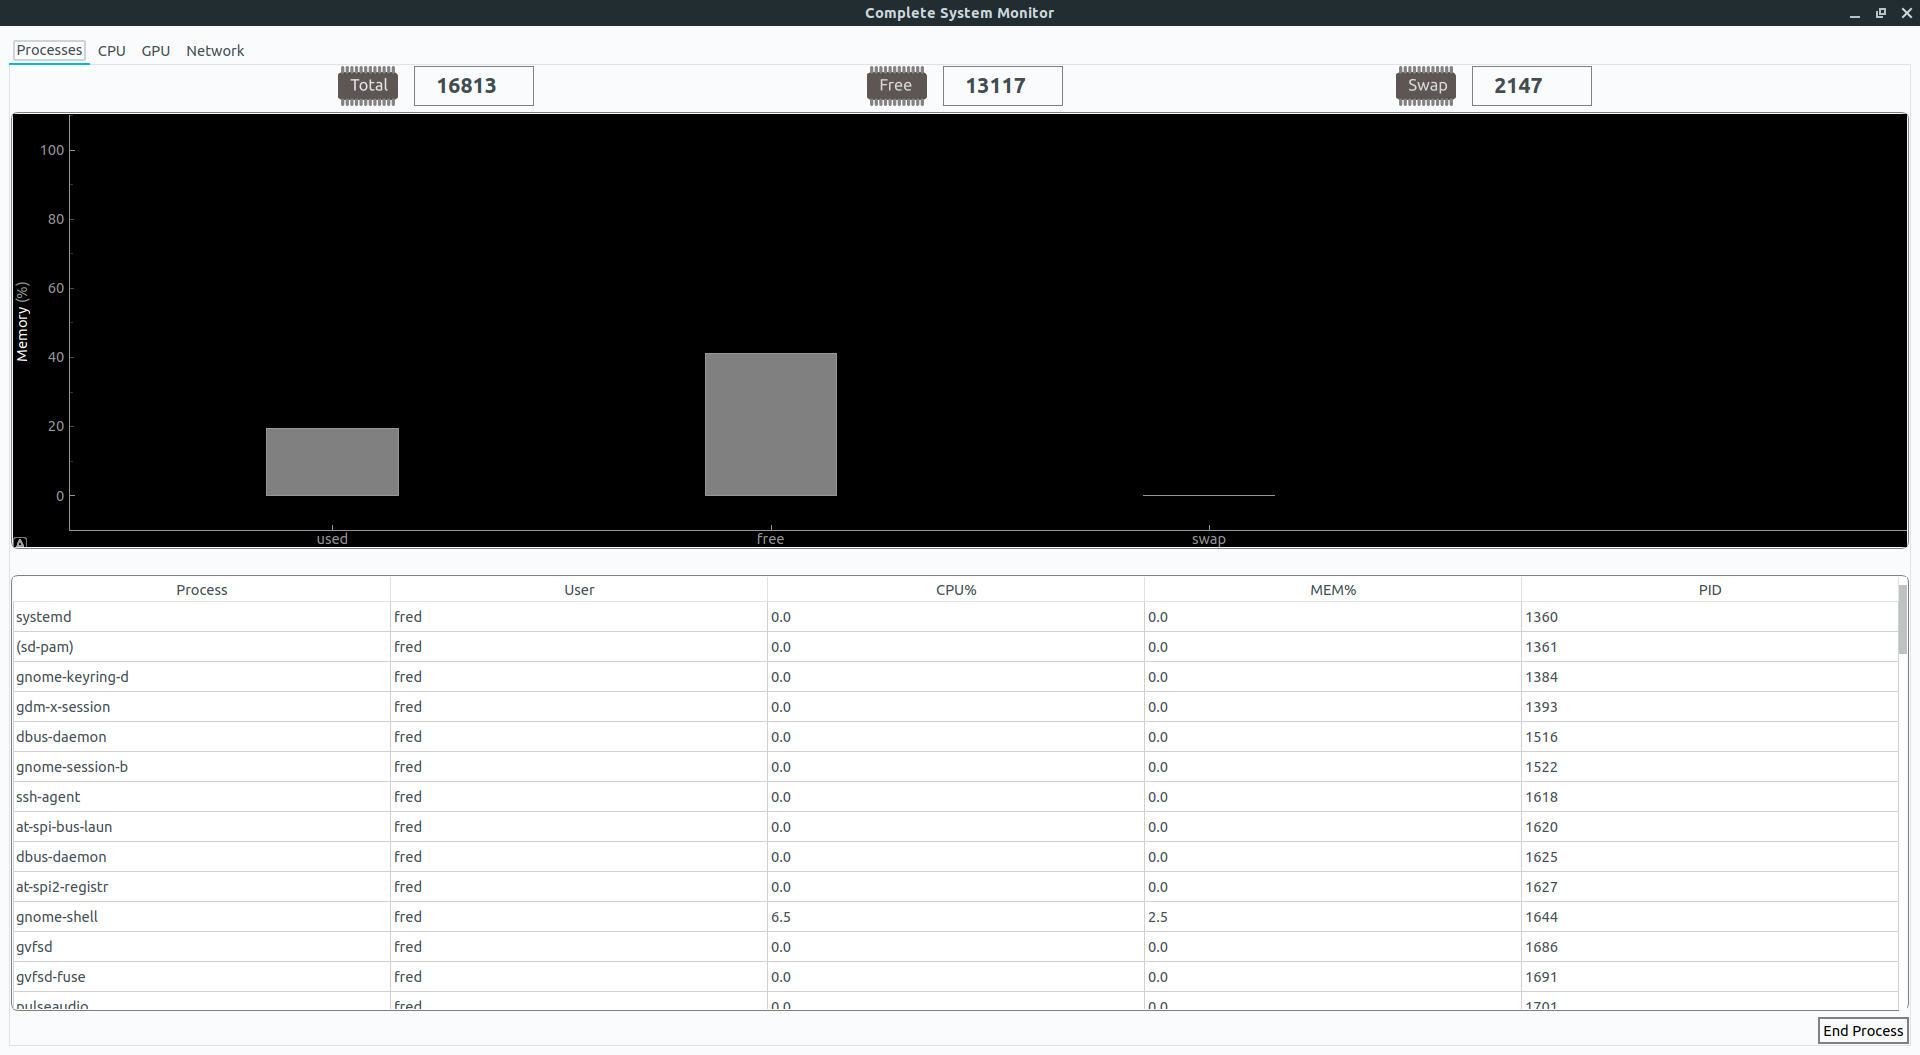 Complete System Monitor
Processes CPU GPU Network
Total 16813 Free 13117 Swap 2147
100
80
60
40
20
0
Memory (%)
used free swap
A
Process User CPU% MEM% PID
systemd fred 0.0 0.0 1360
(sd-pam) fred 0.0 0.0 1361
gnome-keyring-d fred 0.0 0.0 1384
gdm-x-session fred 0.0 0.0 1393
dbus-daemon fred 0.0 0.0 1516
gnome-session-b fred 0.0 0.0 1522
ssh-agent fred 0.0 0.0 1618
at-spi-bus-laun fred 0.0 0.0 1620
dbus-daemon fred 0.0 0.0 1625
at-spi2-registr fred 0.0 0.0 1627
gnome-shell fred 6.5 2.5 1644
gvfsd fred 0.0 0.0 1686
gvfsd-fuse fred 0.0 0.0 1691
pulseaudio fred 0.0 0.0 1701
End Process